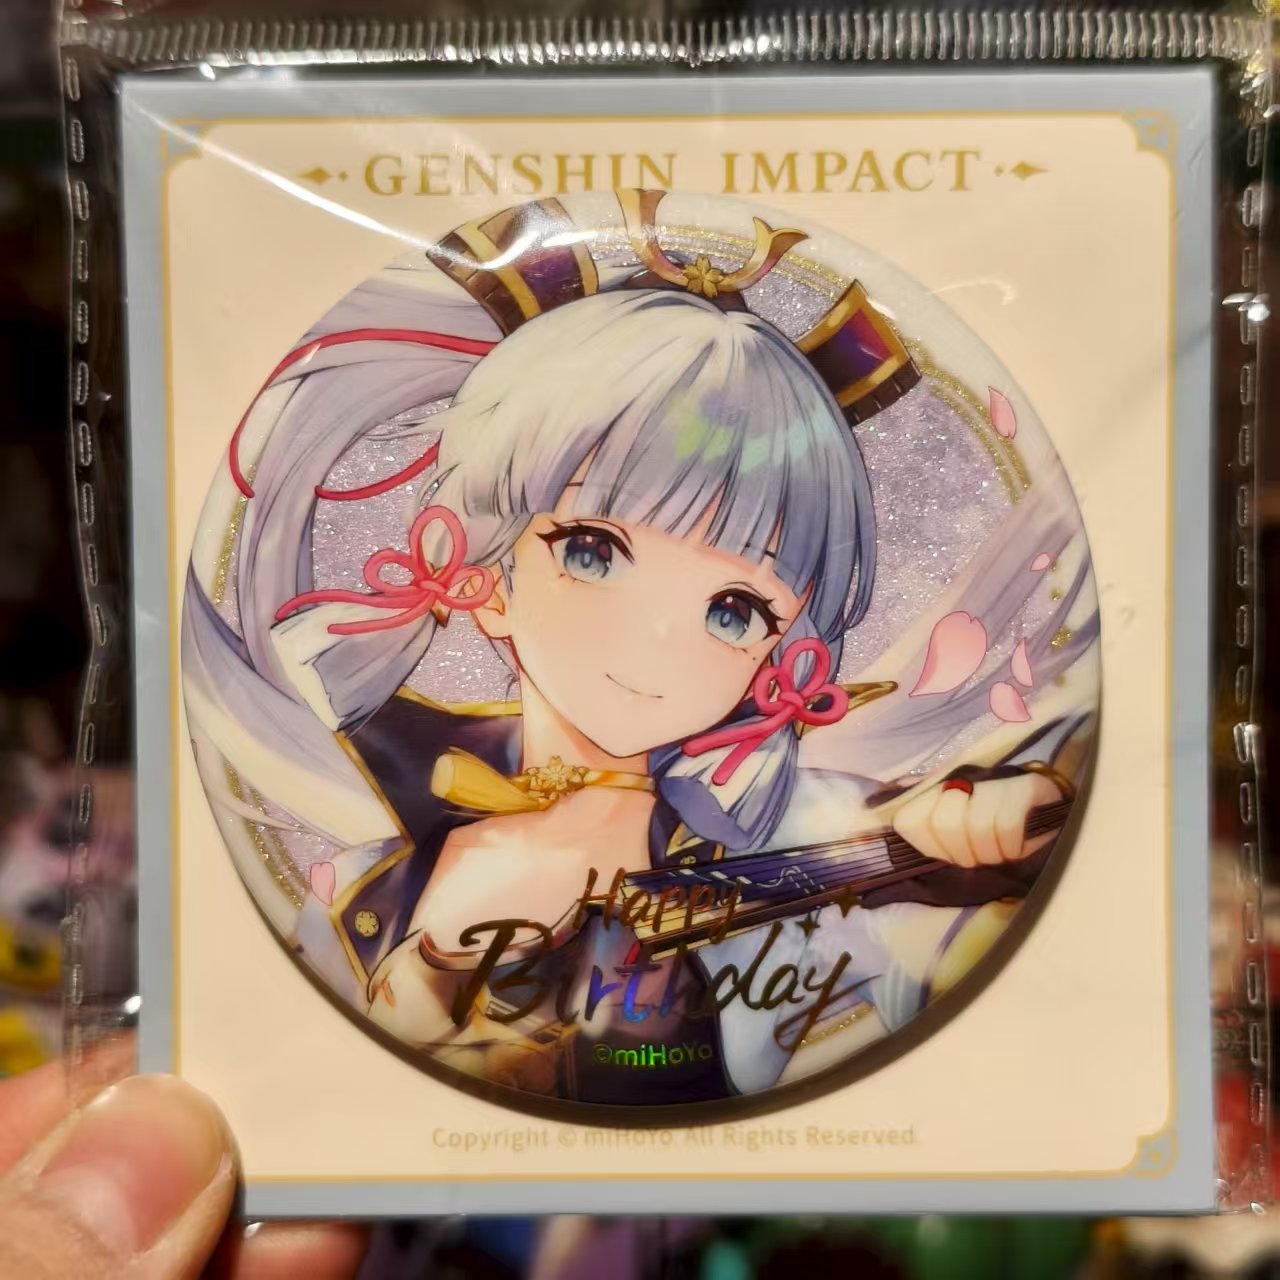 GENSHIN IMPACT
Happy
Birthday
©miHoYo
Copyright © miHoYo. All Rights Reserved.